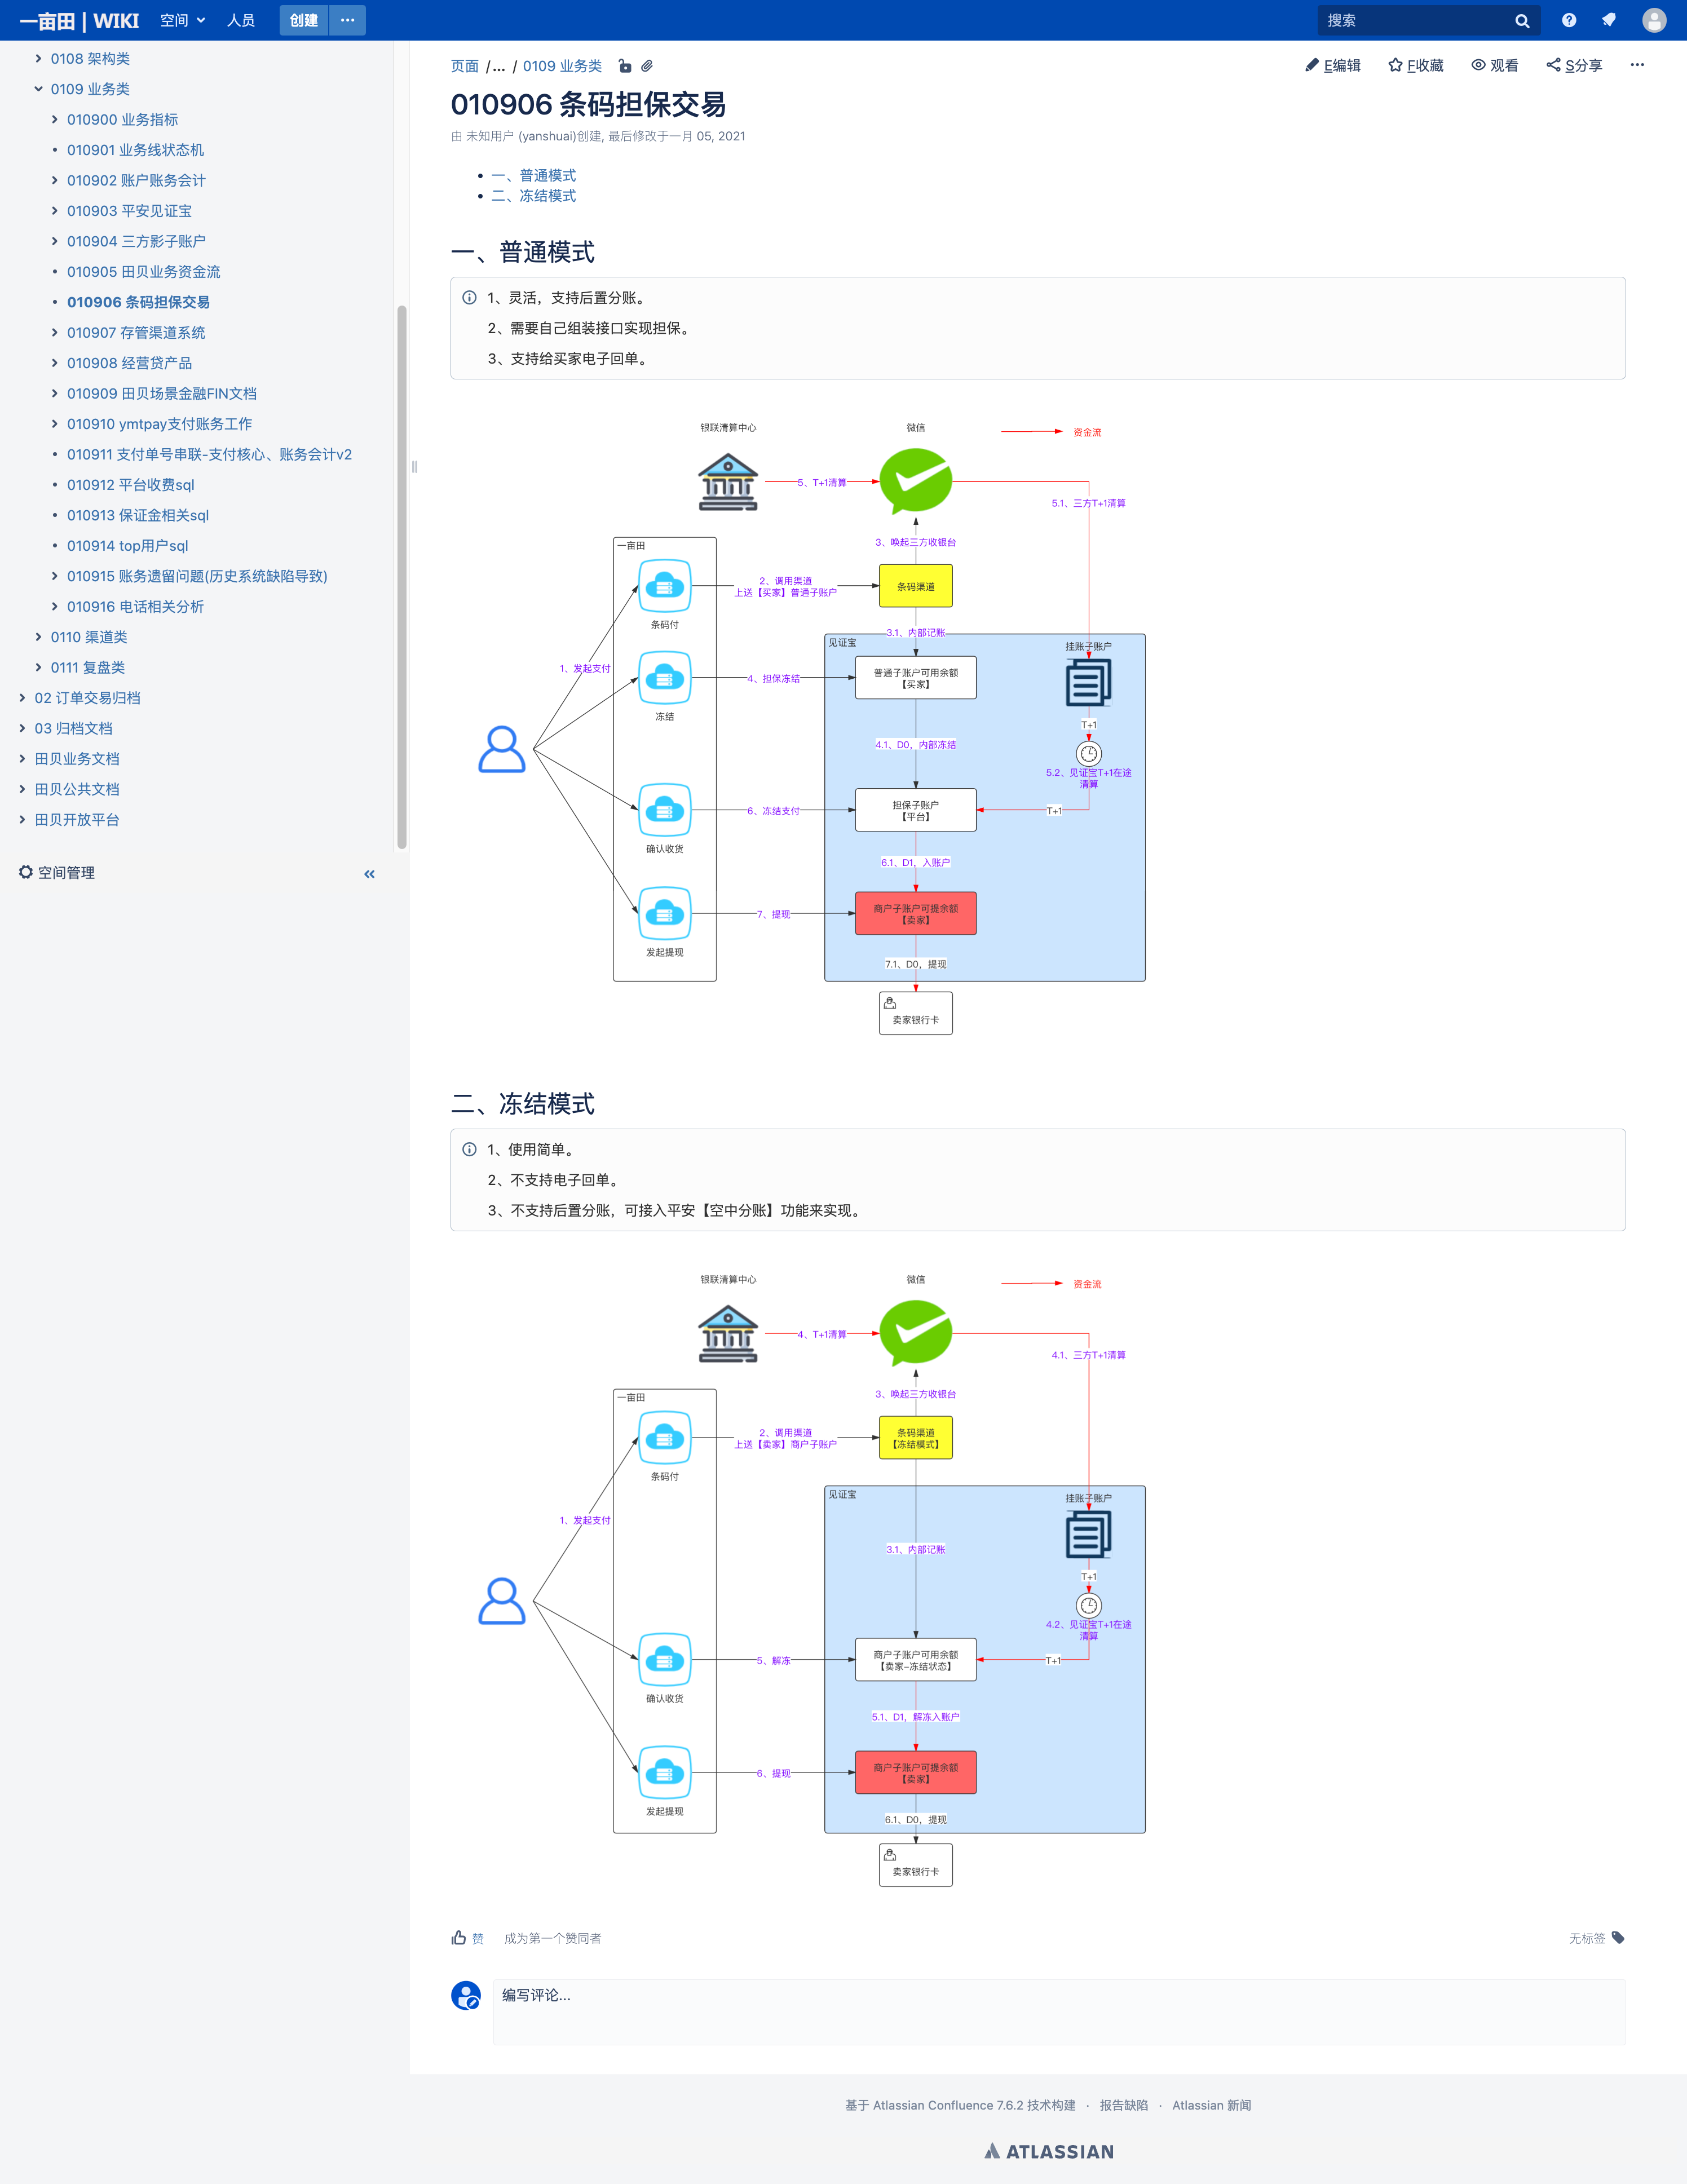 一亩田 | WIKI
空间
人员
创建
···
搜索
0108 架构类
0109 业务类
010900 业务指标
010901 业务线状态机
010902 账户账务会计
010903 平安见证宝
010904 三方影子账户
010905 田贝业务资金流
010906 条码担保交易
010907 存管渠道系统
010908 经营贷产品
010909 田贝场景金融FIN文档
010910 ymtpay支付账务工作
010911 支付单号串联-支付核心、账务会计v2
010912 平台收费sql
010913 保证金相关sql
010914 top用户sql
010915 账务遗留问题(历史系统缺陷导致)
010916 电话相关分析
0110 渠道类
0111 复盘类
02 订单交易归档
03 归档文档
田贝业务文档
田贝公共文档
田贝开放平台
空间管理
页面 /... / 0109 业务类
E编辑
F收藏
观看
S分享
010906 条码担保交易
由 未知用户 (yanshuai)创建, 最后修改于一月 05, 2021
一、普通模式
二、冻结模式
一、普通模式
1、灵活，支持后置分账。
2、需要自己组装接口实现担保。
3、支持给买家电子回单。
银联清算中心
微信
资金流
5、T+1清算
5.1、三方T+1清算
3、唤起三方收银台
一亩田
2、调用渠道
上送【买家】普通子账户
条码渠道
条码付
3.1、内部记账
见证宝
挂账子账户
1、发起支付
4、担保冻结
普通子账户可用余额
【买家】
冻结
T+1
4.1、D0，内部冻结
5.2、见证宝T+1在途
清算
6、冻结支付
担保子账户
【平台】
T+1
确认收货
6.1、D1，入账户
7、提现
商户子账户可提余额
【卖家】
发起提现
7.1、D0，提现
卖家银行卡
二、冻结模式
1、使用简单。
2、不支持电子回单。
3、不支持后置分账，可接入平安【空中分账】功能来实现。
银联清算中心
微信
资金流
4、T+1清算
4.1、三方T+1清算
3、唤起三方收银台
一亩田
2、调用渠道
上送【卖家】商户子账户
条码渠道
【冻结模式】
条码付
见证宝
挂账子账户
1、发起支付
3.1、内部记账
T+1
4.2、见证宝T+1在途
清算
5、解冻
商户子账户可用余额
【卖家–冻结状态】
T+1
确认收货
5.1、D1，解冻入账户
6、提现
商户子账户可提余额
【卖家】
发起提现
6.1、D0，提现
卖家银行卡
赞
成为第一个赞同者
无标签
编写评论...
基于 Atlassian Confluence 7.6.2 技术构建 · 报告缺陷 · Atlassian 新闻
ATLASSIAN